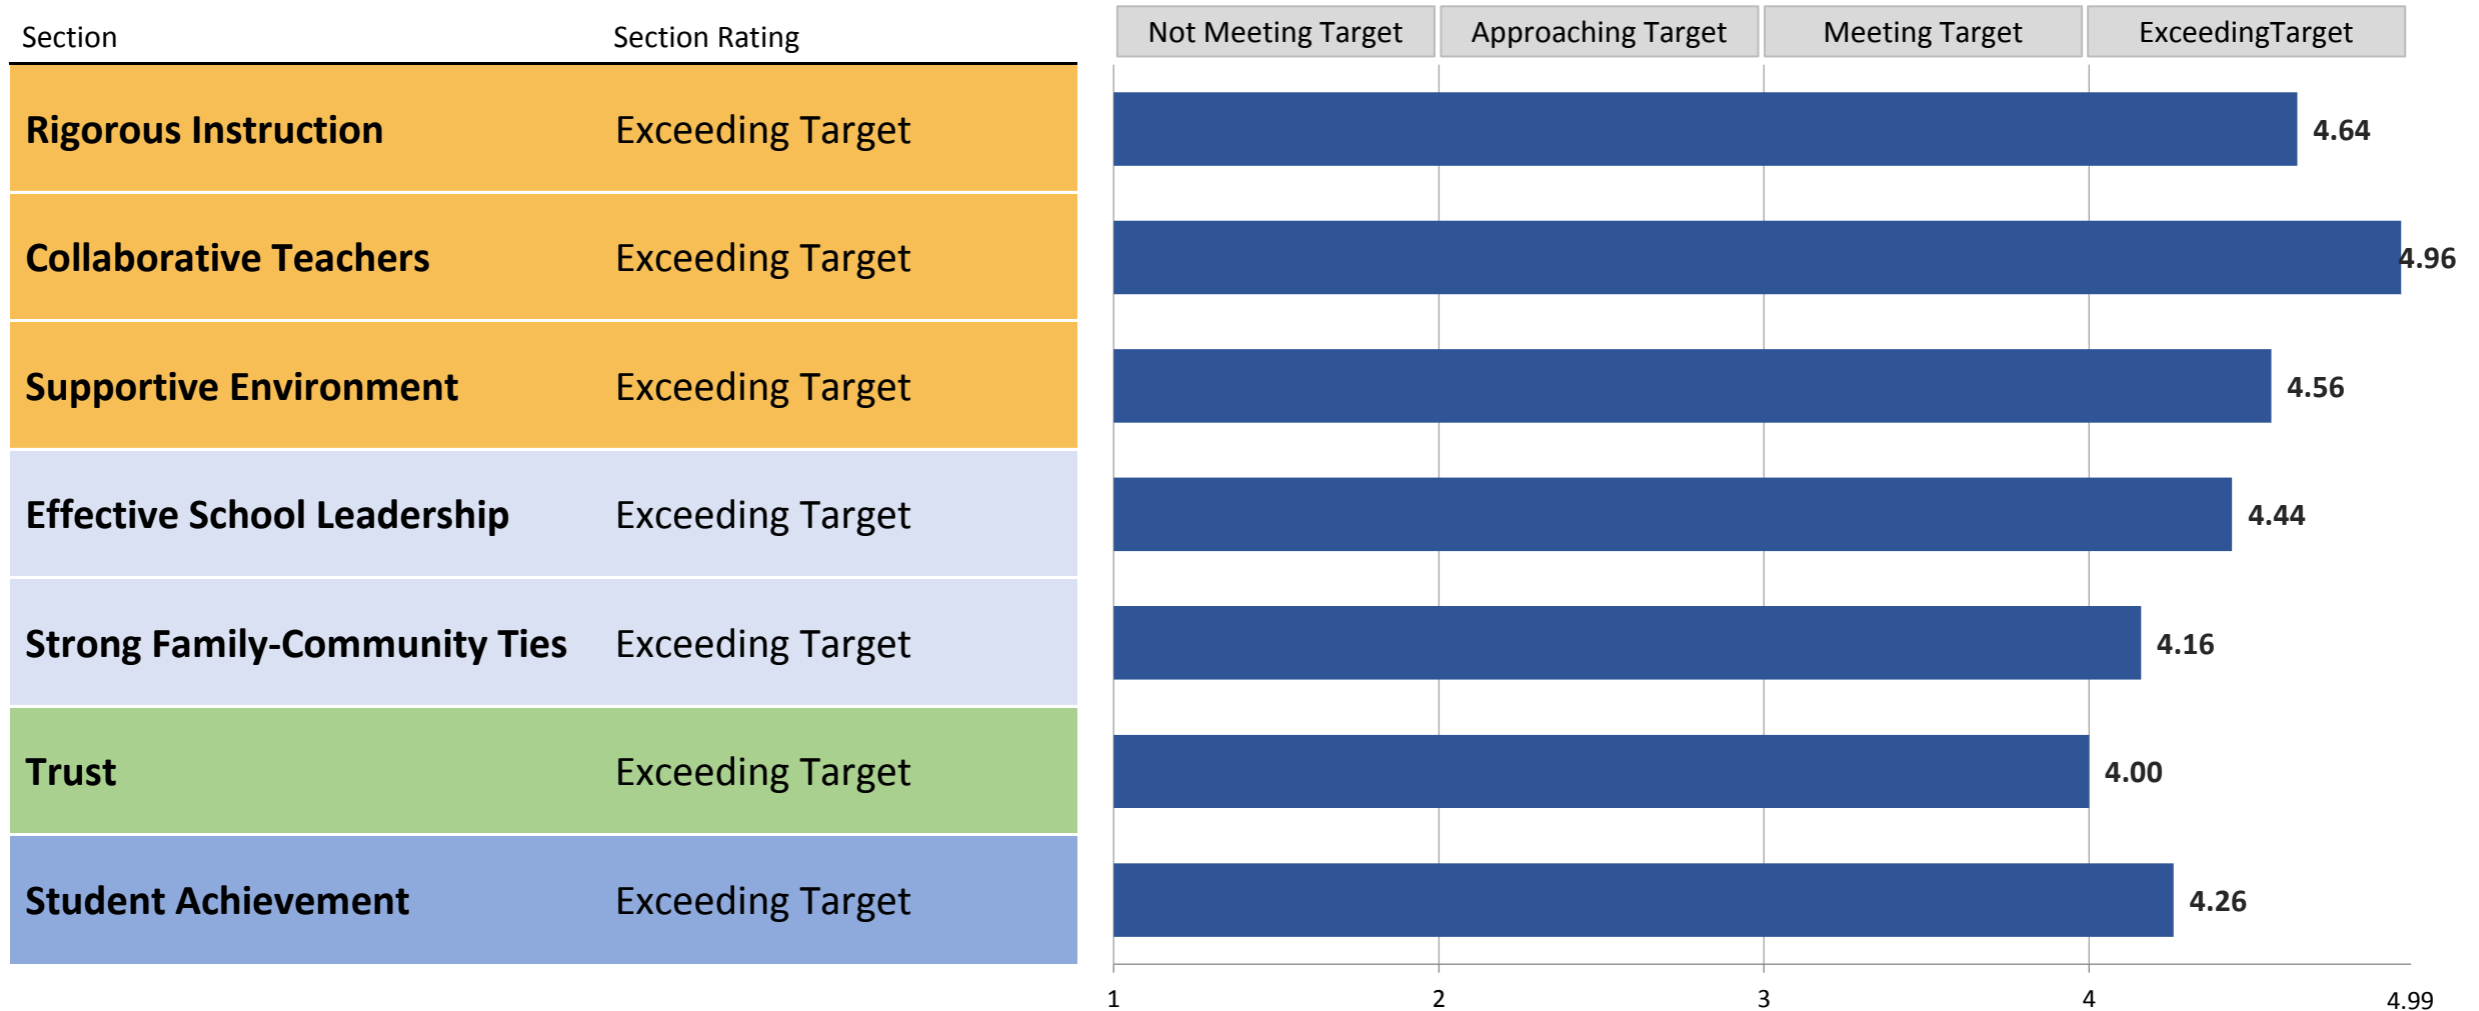 Section Section Rating Not Meeting Target Approaching Target Meeting Target ExceedingTarget
Rigorous Instruction Exceeding Target 4.64
Collaborative Teachers Exceeding Target 4.96
Supportive Environment Exceeding Target 4.56
Effective School Leadership Exceeding Target 4.44
Strong Family-Community Ties Exceeding Target 4.16
Trust Exceeding Target 4.00
Student Achievement Exceeding Target 4.26
1 2 3 4 4.99